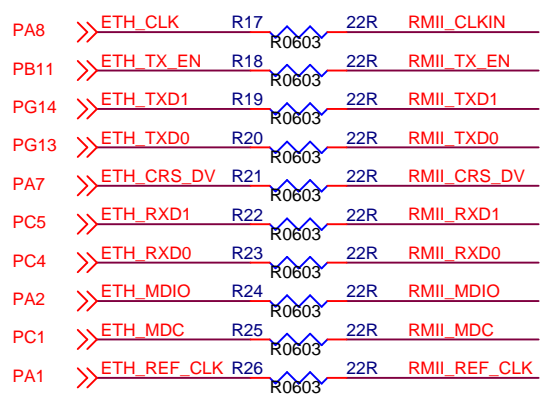 PA8 ETH_CLK R17 22R RMII_CLKIN
R0603
PB11 ETH_TX_EN R18 22R RMII_TX_EN
R0603
PG14 ETH_TXD1 R19 22R RMII_TXD1
R0603
PG13 ETH_TXD0 R20 22R RMII_TXD0
R0603
PA7 ETH_CRS_DV R21 22R RMII_CRS_DV
R0603
PC5 ETH_RXD1 R22 22R RMII_RXD1
R0603
PC4 ETH_RXD0 R23 22R RMII_RXD0
R0603
PA2 ETH_MDIO R24 22R RMII_MDIO
R0603
PC1 ETH_MDC R25 22R RMII_MDC
R0603
PA1 ETH_REF_CLK R26 22R RMII_REF_CLK
R0603